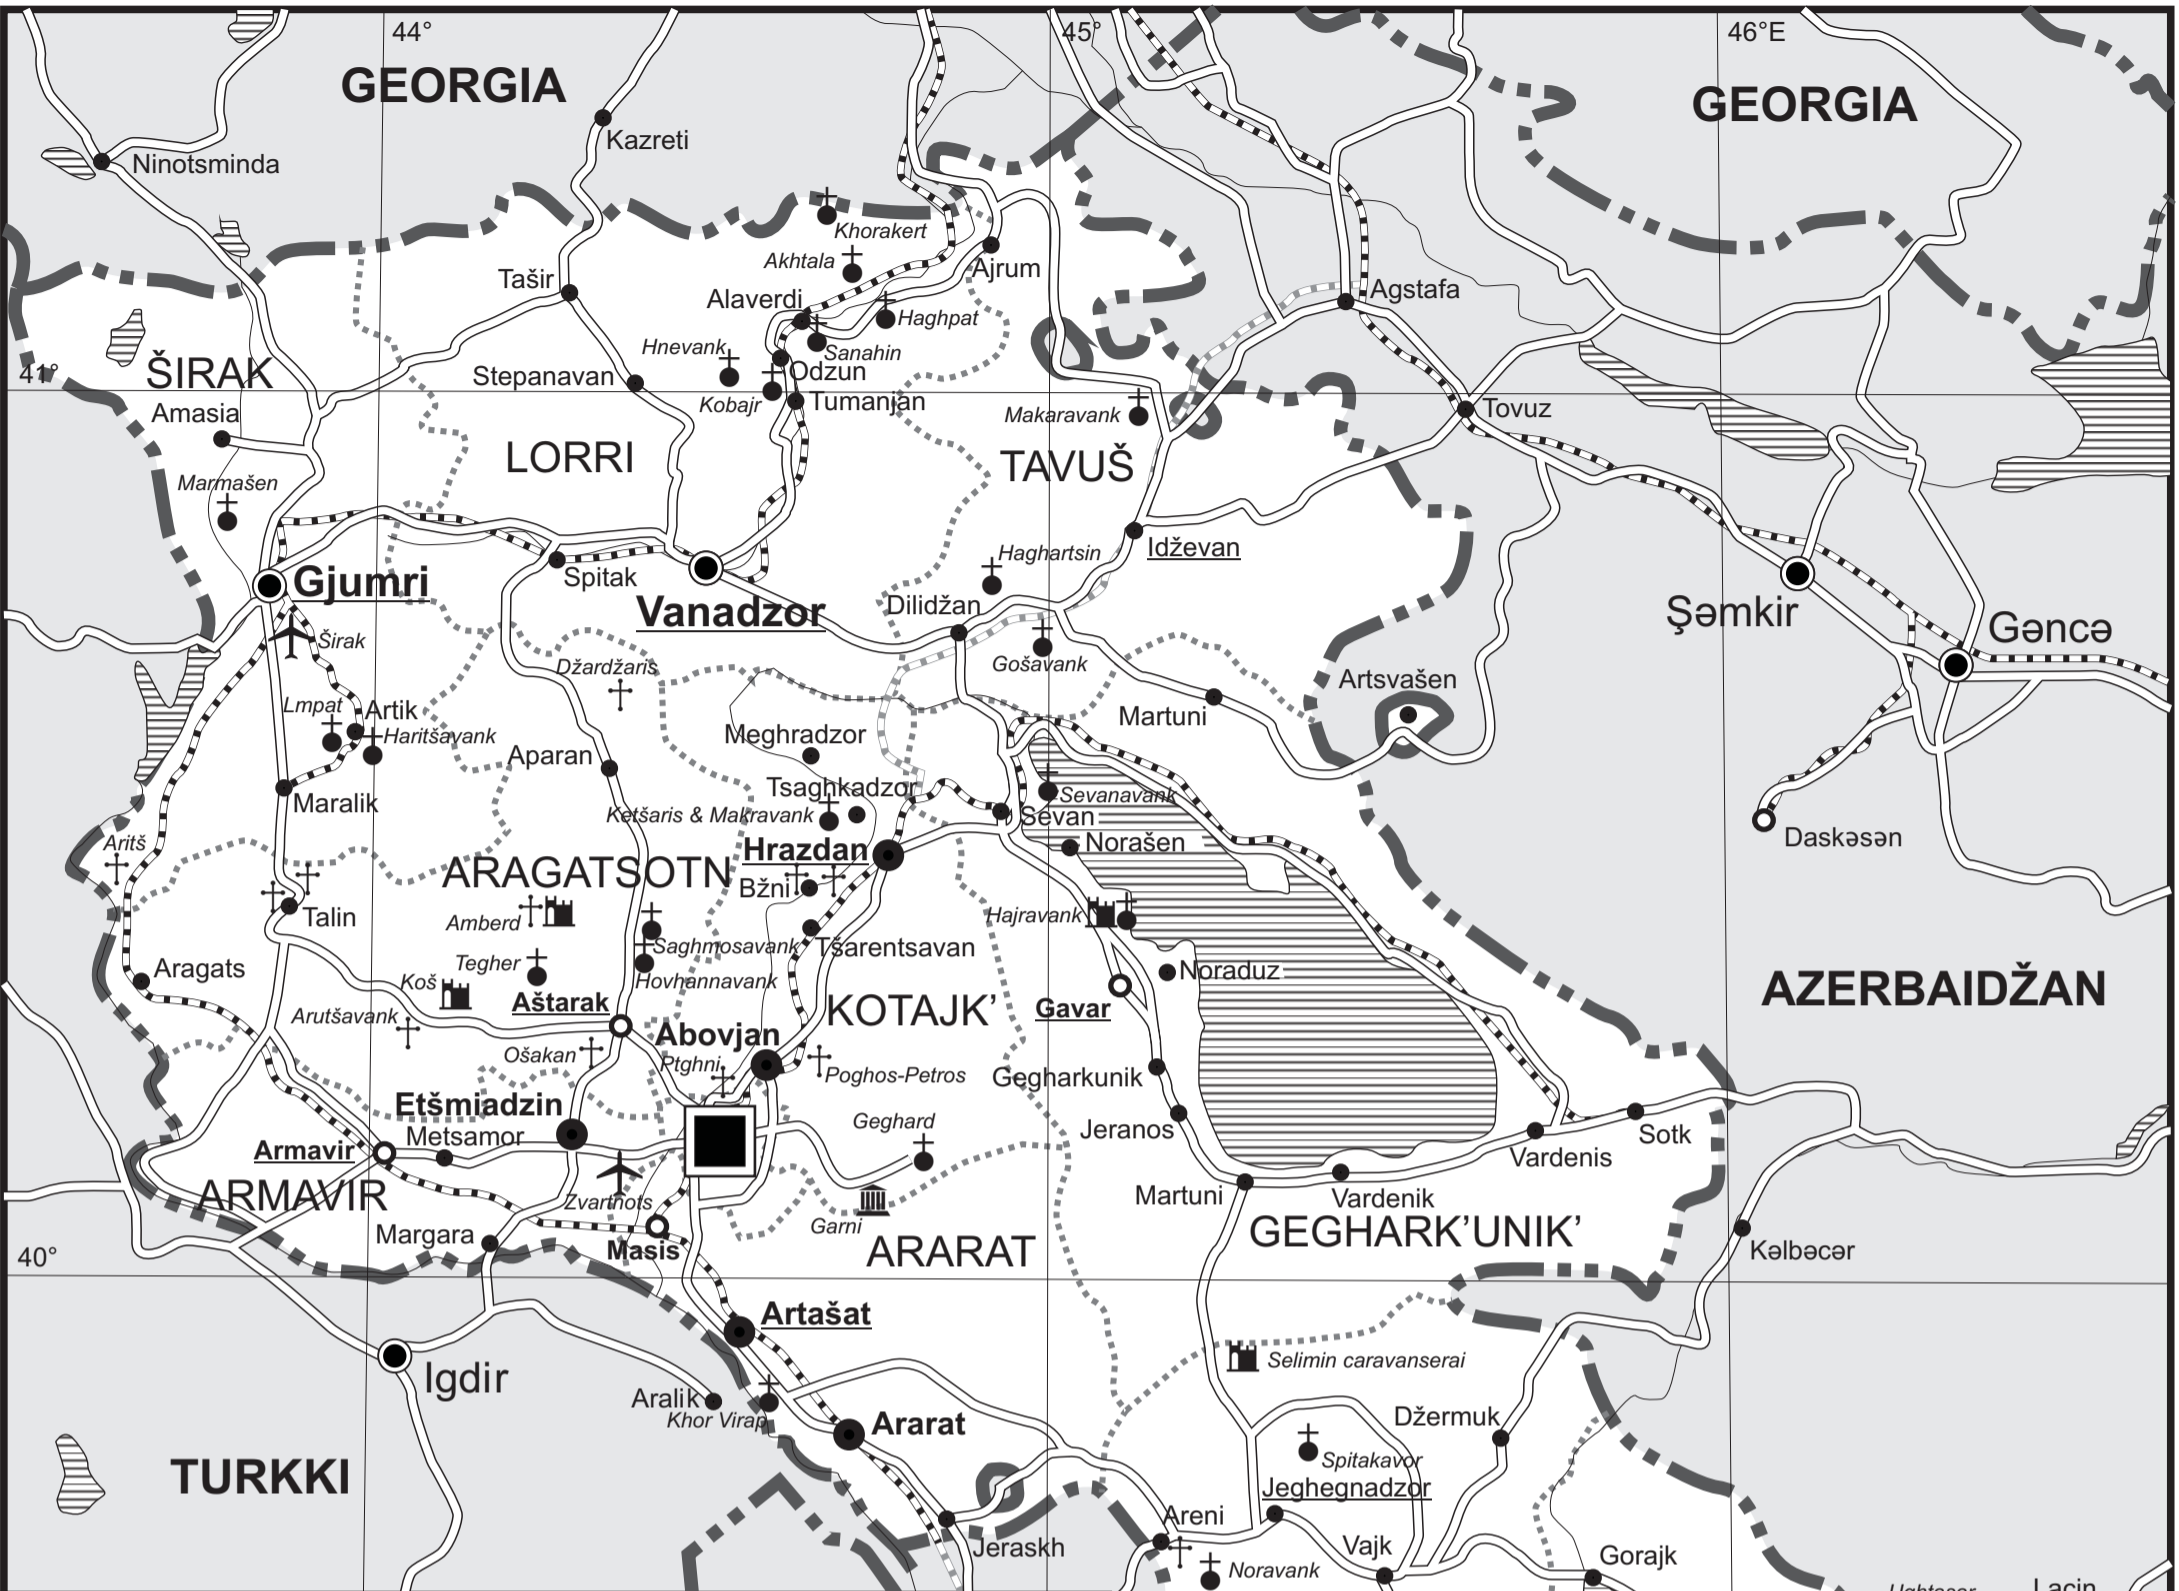 44°
45°
46°E
GEORGIA
GEORGIA
Kazreti
Ninotsminda
Khorakert
Akhtala
Ajrum
Tašir
Alaverdi
Agstafa
Haghpat
Hnevank
Sanahin
41°
ŠIRAK
Stepanavan
Odzun
Kobajr
Tumanjan
Amasia
Makaravank
Tovuz
LORRI
TAVUŠ
Marmašen
Haghartsin
Idževan
Gjumri
Spitak
Vanadzor
Dilidžan
Şəmkir
Gəncə
Širak
Džardžaris
Gošavank
Artsvašen
Lmpat
Artik
Haritšavank
Martuni
Meghradzor
Aparan
Tsaghkadzor
Maralik
Ketšaris & Makravank
Sevanavank
Sevan
Daskəsən
Aritš
Hrazdan
Norašen
ARAGATSOTN
Bžni
Talin
Amberd
Hajravank
Saghmosavank
Tšarentsavan
Tegher
Aragats
Koš
Hovhannavank
Noraduz
AZERBAIDŽAN
Aštarak
Arutšavank
KOTAJK’
Gavar
Abovjan
Ošakan
Ptghni
Poghos-Petros
Gegharkunik
Etšmiadzin
Geghard
Armavir
Metsamor
Jeranos
Sotk
Vardenis
ARMAVIR
Zvartnots
Martuni
Vardenik
Garni
Margara
Masis
ARARAT
GEGHARK’UNIK’
Kəlbəcər
40°
Artašat
Igdir
Selimin caravanserai
Aralik
Khor Virap
Ararat
Džermuk
Spitakavor
TURKKI
Jeghegnadzor
Areni
Jeraskh
Vajk
Gorajk
Noravank